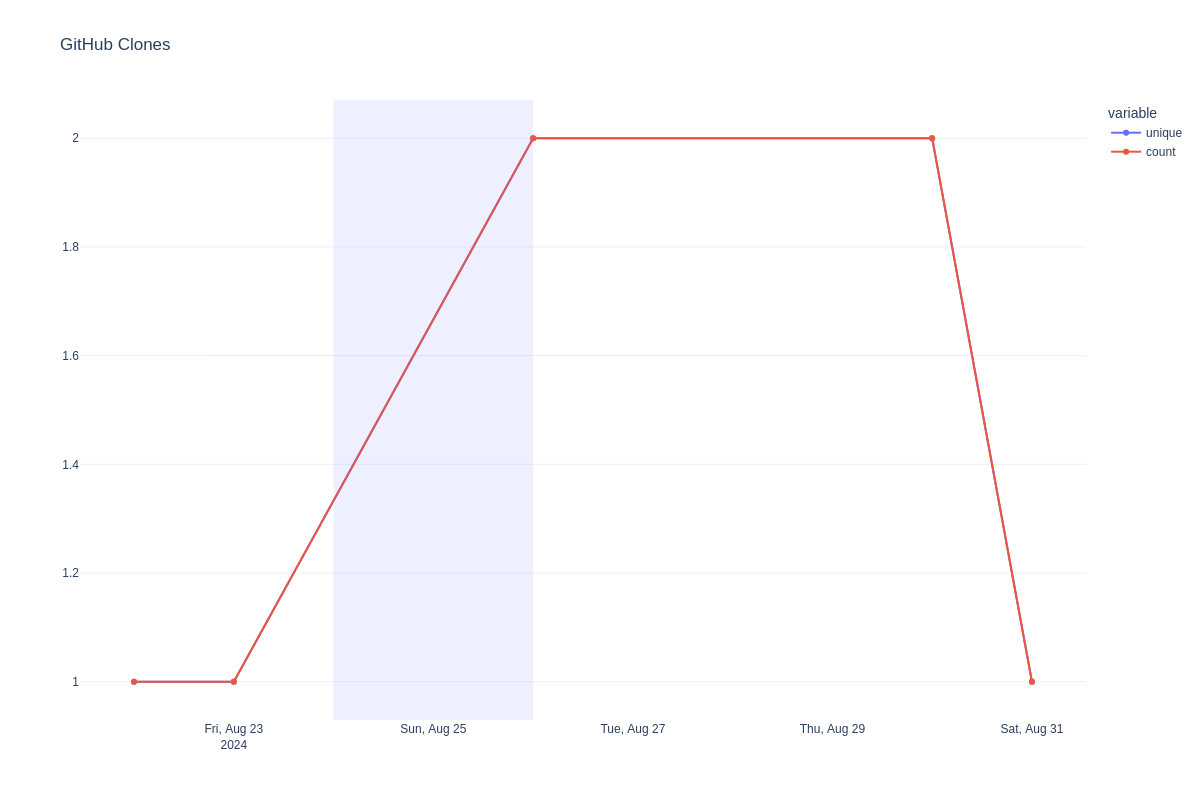 GitHub Clones
variable
unique
count
2
1.8
1.6
1.4
1.2
1
Fri, Aug 23
2024
Sun, Aug 25
Tue, Aug 27
Thu, Aug 29
Sat, Aug 31